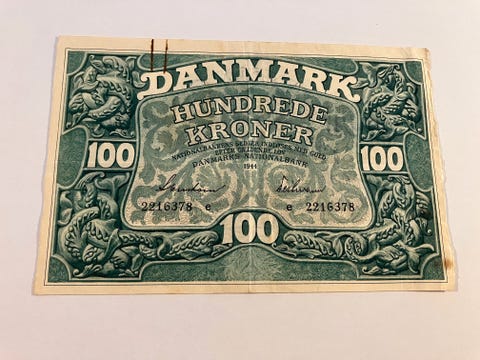 DANMARK
HUNDREDE
KRONER
NATIONALBANKENS SEDLER INDLØSES MED GULD
EFTER GÆLDENDE LOV
DANMARKS NATIONALBANK
1944
2216378 e e 2216378
100 100
100